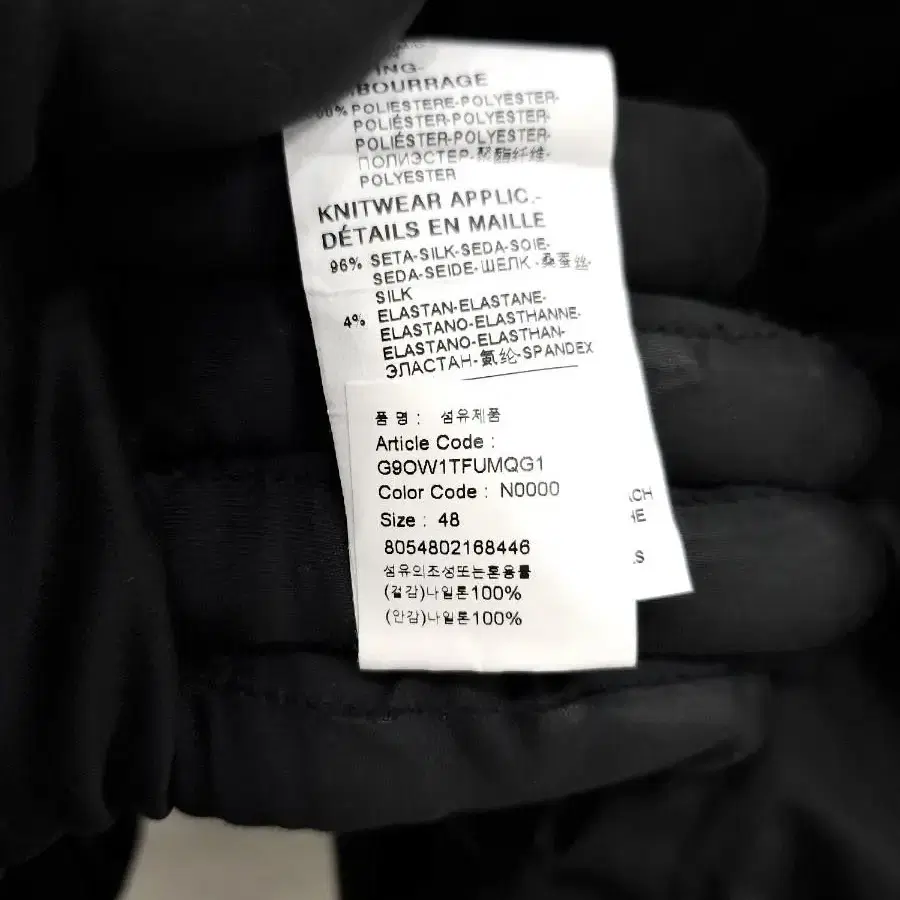 BOURRAGE
POLIESTERE-POLYESTER-
POLIÉSTER-POLYESTER-
POLIÉSTER-POLYESTER-
ПОЛИЭСТЕР-聚酯纤维-
POLYESTER
KNITWEAR APPLIC.-
DÉTAILS EN MAILLE
96% SETA-SILK-SEDA-SOIE-
SEDA-SEIDE-ШЕЛК-桑蚕丝-
SILK
4% ELASTAN-ELASTANE-
ELASTANO-ELASTHANNE-
ELASTANO-ELASTHAN-
ЭЛАСТАН-氨纶-SPANDEX
품 명 : 섬유제품
Article Code :
G9OW1TFUMQG1
Color Code : N0000
Size : 48
8054802168446
섬유의조성또는혼용률
(겉감)나일론100%
(안감)나일론100%